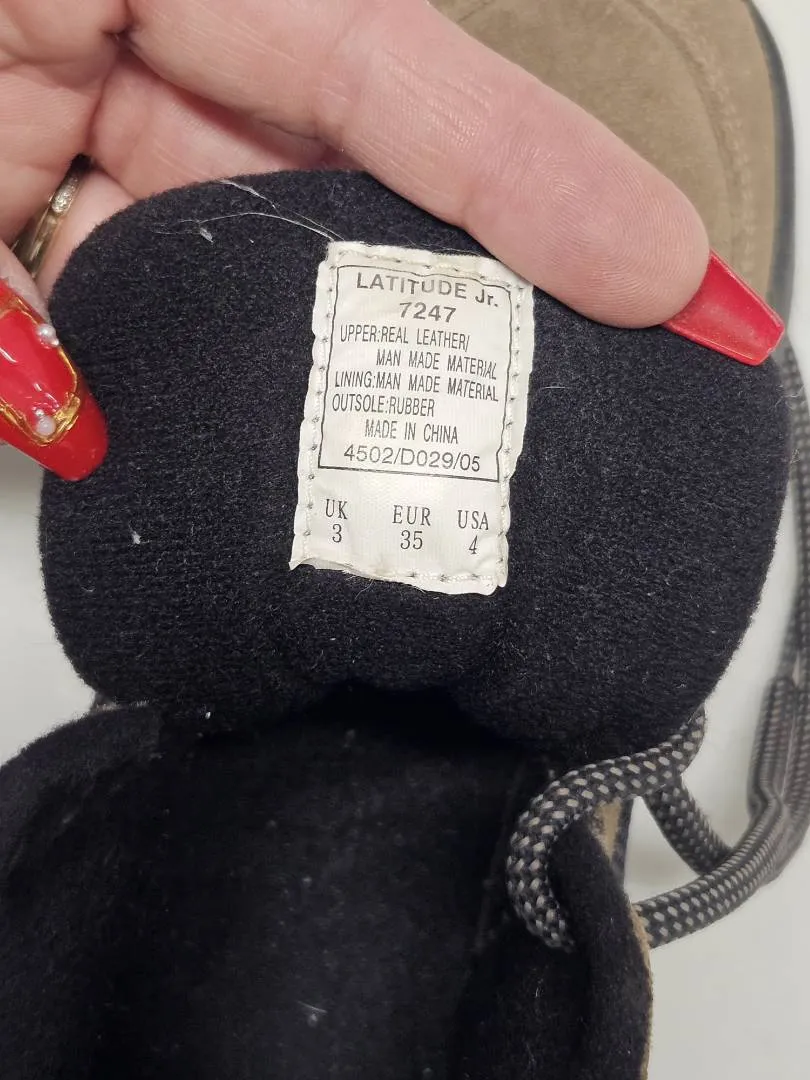 LATITUDE Jr.
7247
UPPER:REAL LEATHER/
MAN MADE MATERIAL
LINING:MAN MADE MATERIAL
OUTSOLE:RUBBER
MADE IN CHINA
4502/D029/05
UK EUR USA
3 35 4